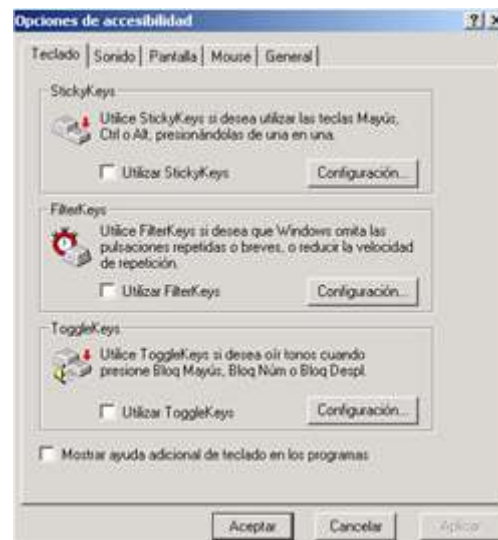 Opciones de accesibilidad
Teclado Sonido Pantalla Mouse General
StickyKeys
Utilice StickyKeys si desea utilizar las teclas Mayús,
Ctrl o Alt, presionándolas de una en una.
Utilizar StickyKeys Configuración...
FilterKeys
Utilice FilterKeys si desea que Windows omita las
pulsaciones repetidas o breves, o reducir la velocidad
de repetición.
Utilizar FilterKeys Configuración...
ToggleKeys
Utilice ToggleKeys si desea oír tonos cuando
presione Bloq Mayús, Bloq Núm o Bloq Despl.
Utilizar ToggleKeys Configuración...
Mostrar ayuda adicional de teclado en los programas
Aceptar Cancelar Aplicar